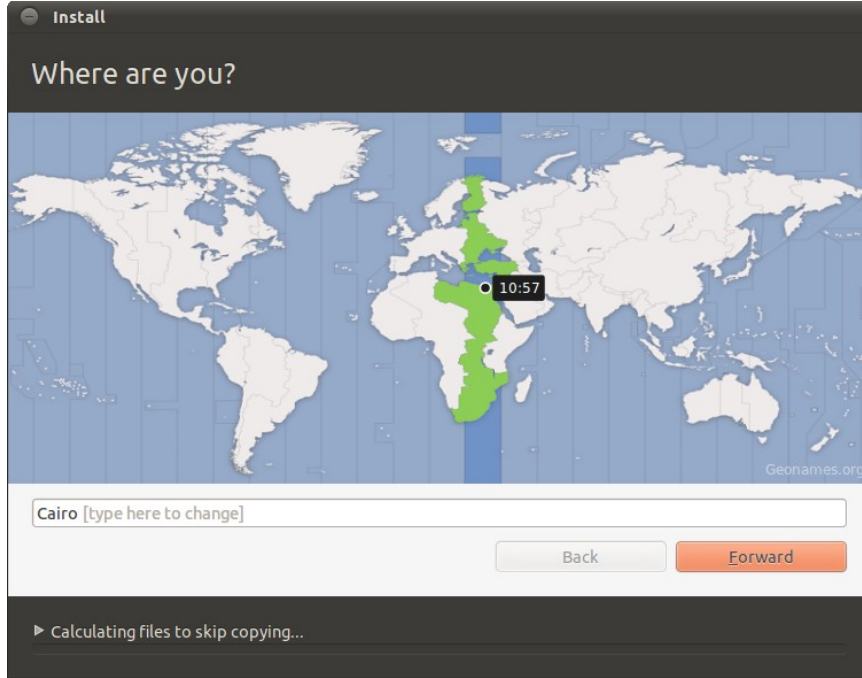 Install
Where are you?
10:57
Geonames.org
Cairo [type here to change]
Back Forward
Calculating files to skip copying...